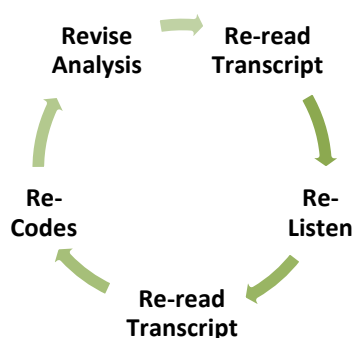 Revise
Analysis
Re-read
Transcript
Re-
Listen
Re-read
Transcript
Re-
Codes